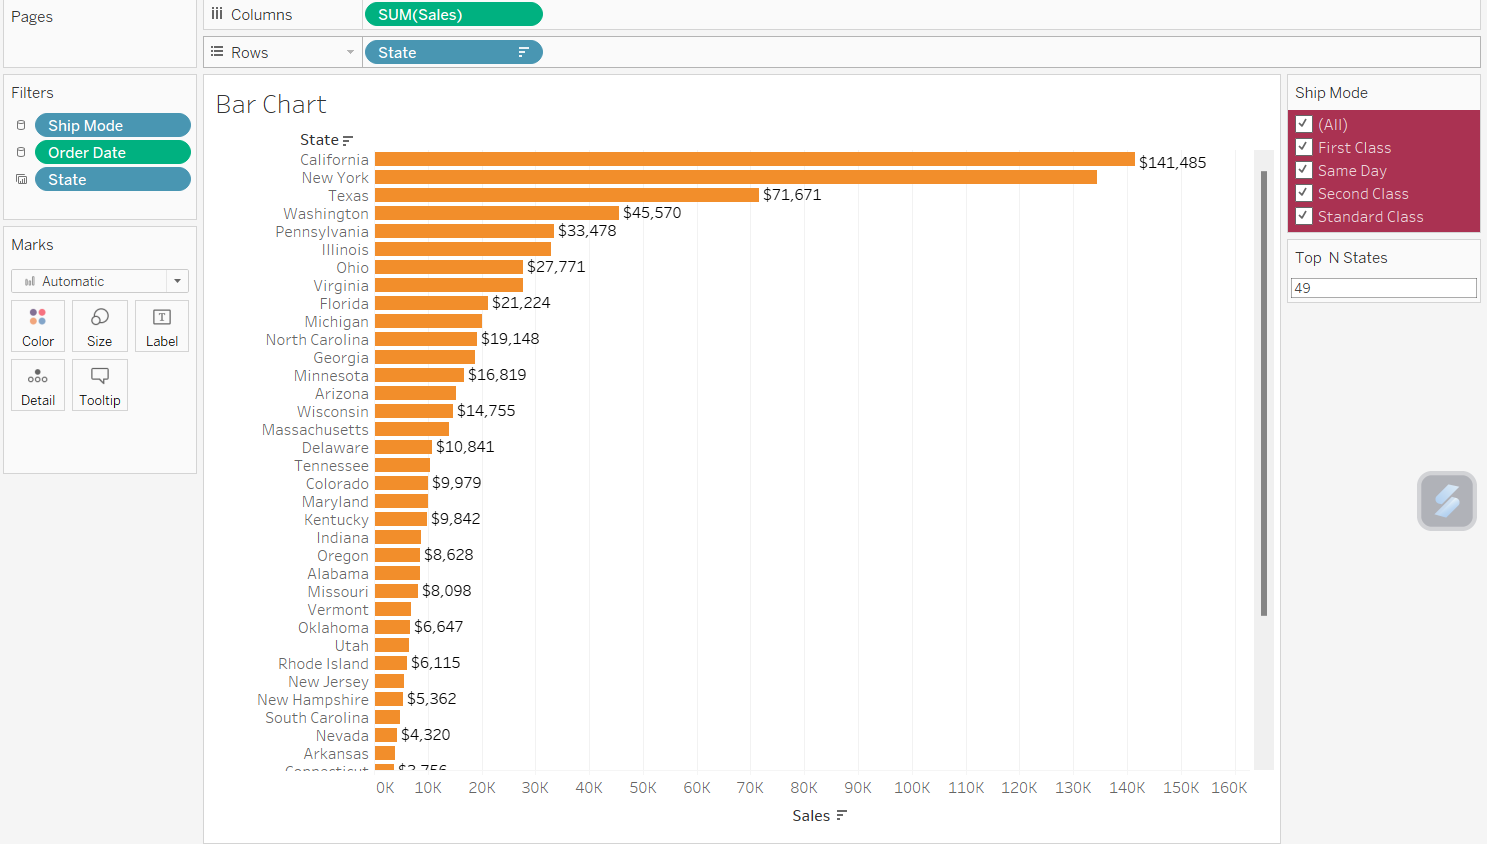 Pages
Columns
SUM(Sales)
Rows
State
Filters
Ship Mode
Order Date
State
Marks
Automatic
Color
Size
Label
Detail
Tooltip
Bar Chart
State
California $141,485
New York
Texas $71,671
Washington $45,570
Pennsylvania $33,478
Illinois
Ohio $27,771
Virginia
Florida $21,224
Michigan
North Carolina $19,148
Georgia
Minnesota $16,819
Arizona
Wisconsin $14,755
Massachusetts
Delaware $10,841
Tennessee
Colorado $9,979
Maryland
Kentucky $9,842
Indiana
Oregon $8,628
Alabama
Missouri $8,098
Vermont
Oklahoma $6,647
Utah
Rhode Island $6,115
New Jersey
New Hampshire $5,362
South Carolina
Nevada $4,320
Arkansas
Connecticut $3,756
0K 10K 20K 30K 40K 50K 60K 70K 80K 90K 100K 110K 120K 130K 140K 150K 160K
Sales
Ship Mode
(All)
First Class
Same Day
Second Class
Standard Class
Top N States
49